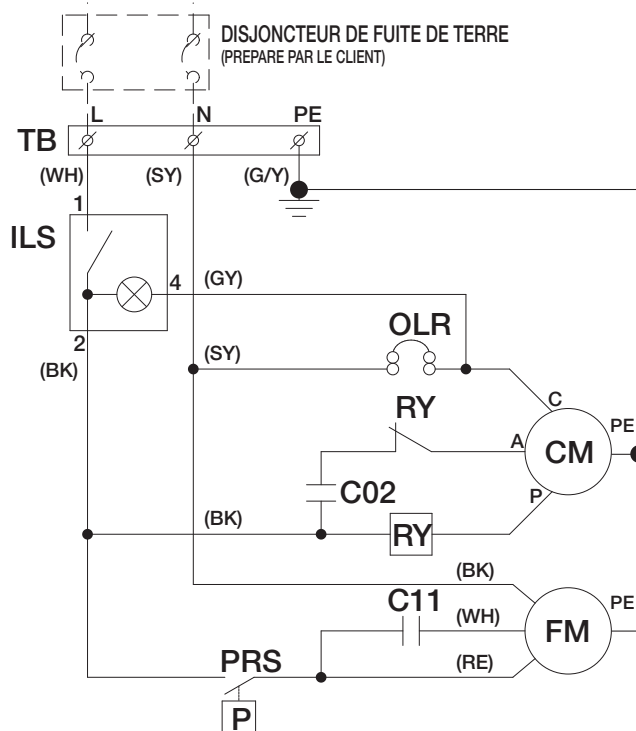 DISJONCTEUR DE FUITE DE TERRE
(PREPARE PAR LE CLIENT)
L N PE
TB
(WH) (SY) (G/Y)
1
ILS
4 (GY)
2
(BK)
(SY)
OLR
C
RY
A
CM
PE
C02
P
(BK)
RY
(BK)
C11
(WH)
FM
PE
PRS
(RE)
P